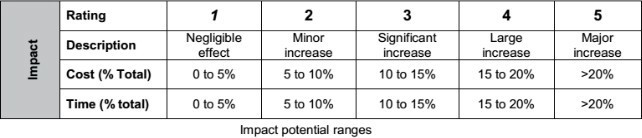 Impact
Rating 1 2 3 4 5
Description Negligible effect Minor increase Significant increase Large increase Major increase
Cost (% Total) 0 to 5% 5 to 10% 10 to 15% 15 to 20% >20%
Time (% total) 0 to 5% 5 to 10% 10 to 15% 15 to 20% >20%
Impact potential ranges